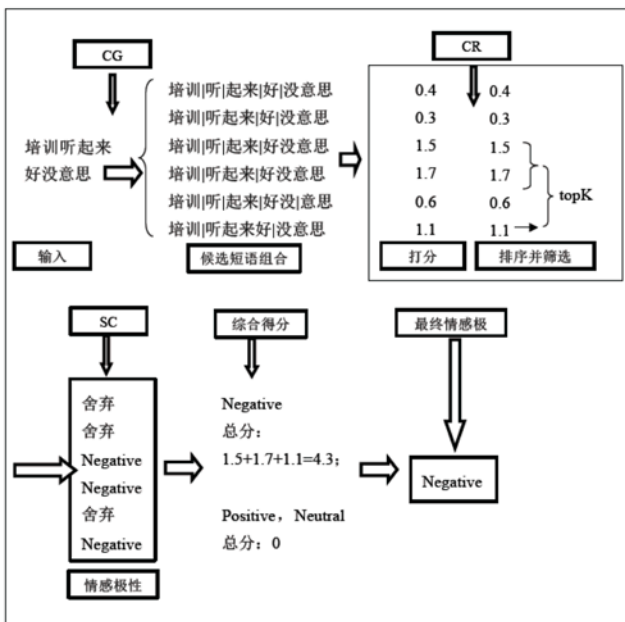 CG
CR
培训听起来
好没意思
培训|听|起来|好|没意思
培训|听|起来|好|没意思
培训|听|起来|好没意思
培训|听|起来|好没意思
培训|听起来|好没|意思
培训|听起来好|没意思
0.4
0.3
1.5
1.7
0.6
1.1
0.4
0.3
1.5
1.7
0.6
1.1
topK
输入
候选短语组合
打分
排序并筛选
SC
综合得分
最终情感极
舍弃
舍弃
Negative
Negative
舍弃
Negative
情感极性
Negative
总分：
1.5+1.7+1.1=4.3；
Positive，Neutral
总分：0
Negative